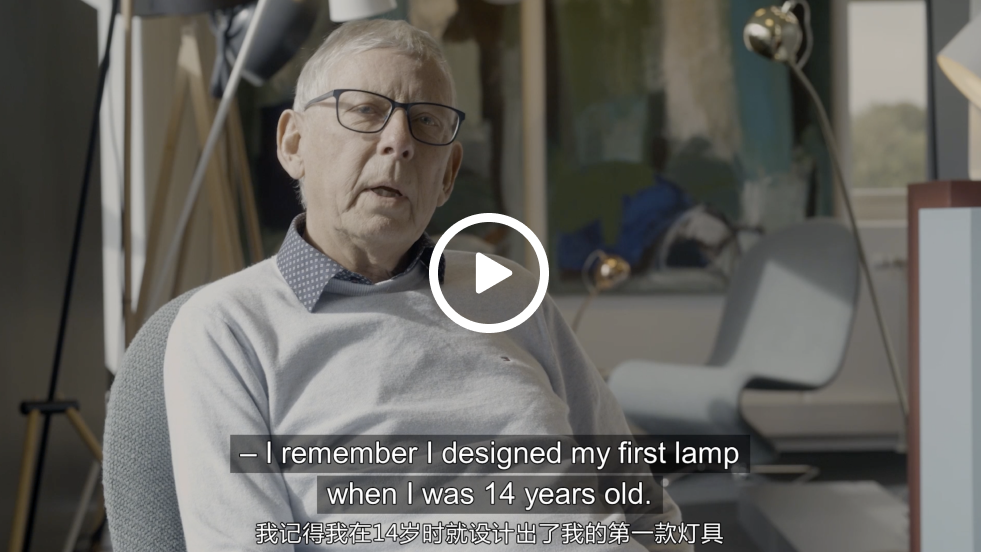 – I remember I designed my first lamp
when I was 14 years old.
我记得我在14岁时就设计出了我的第一款灯具